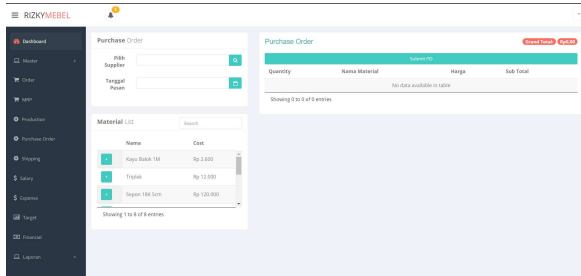 RIZKYMEBEL
Dashboard
Master
Order
MRP
Production
Purchase Order
Shipping
Salary
Expense
Target
Finansial
Laporan
Purchase Order
Pilih Supplier
Tanggal Pesan
Material List
Search
Name Cost
+ Kayu Balok 1M Rp 2.600
+ Triplek Rp 12.000
+ Sepon 18K 5cm Rp 120.000
Showing 1 to 8 of 8 entries
Purchase Order
Grand Total Rp0,00
Submit PO
Quantity Nama Material Harga Sub Total
No data available in table
Showing 0 to 0 of 0 entries